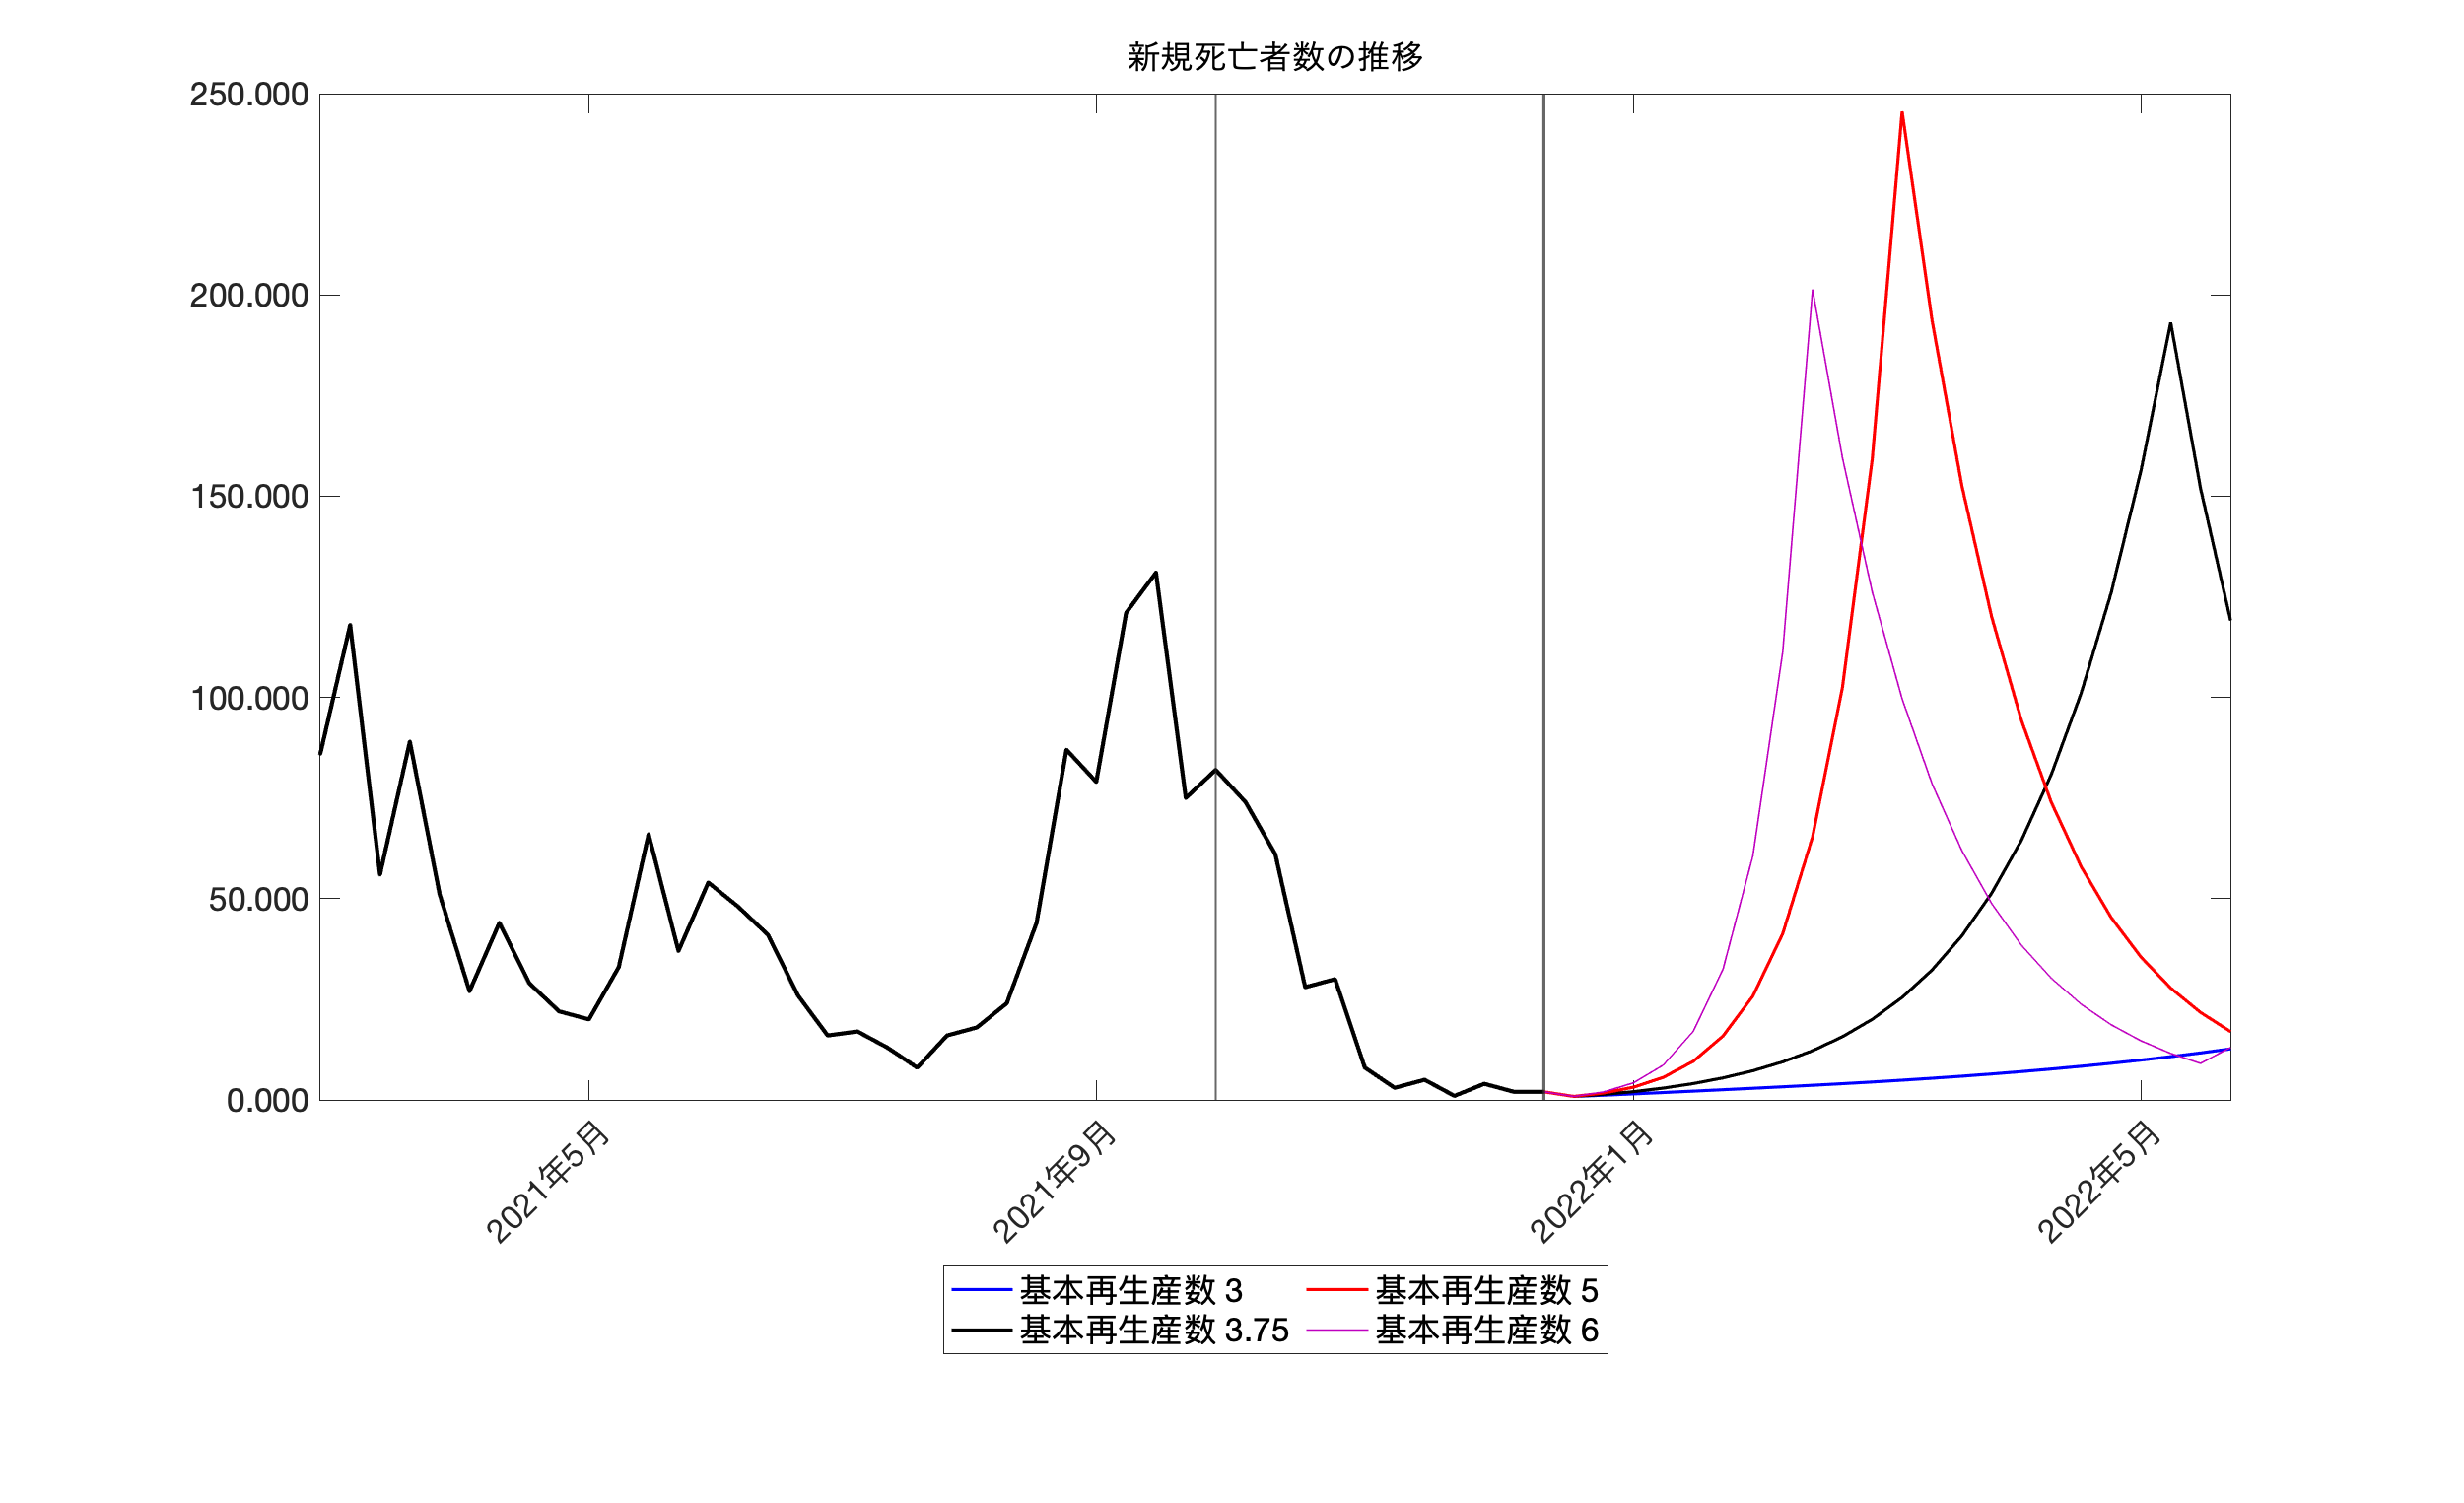 新規死亡者数の推移
250.000
200.000
150.000
100.000
50.000
0.000
2021年5月
2021年9月
2022年1月
2022年5月
基本再生産数 3
基本再生産数 5
基本再生産数 3.75
基本再生産数 6